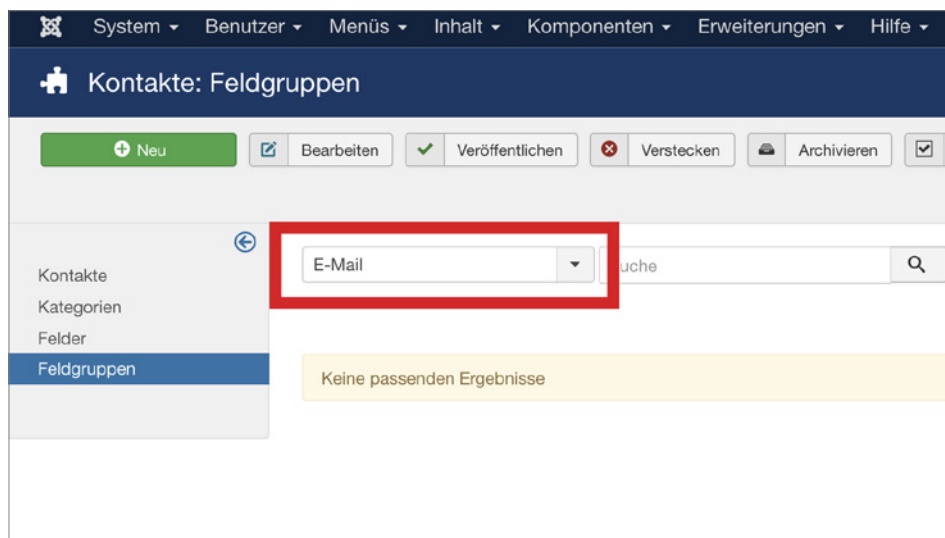 System Benutzer Menüs Inhalt Komponenten Erweiterungen Hilfe
Kontakte: Feldgruppen
Neu Bearbeiten Veröffentlichen Verstecken Archivieren
E-Mail uche
Kontakte
Kategorien
Felder
Feldgruppen
Keine passenden Ergebnisse